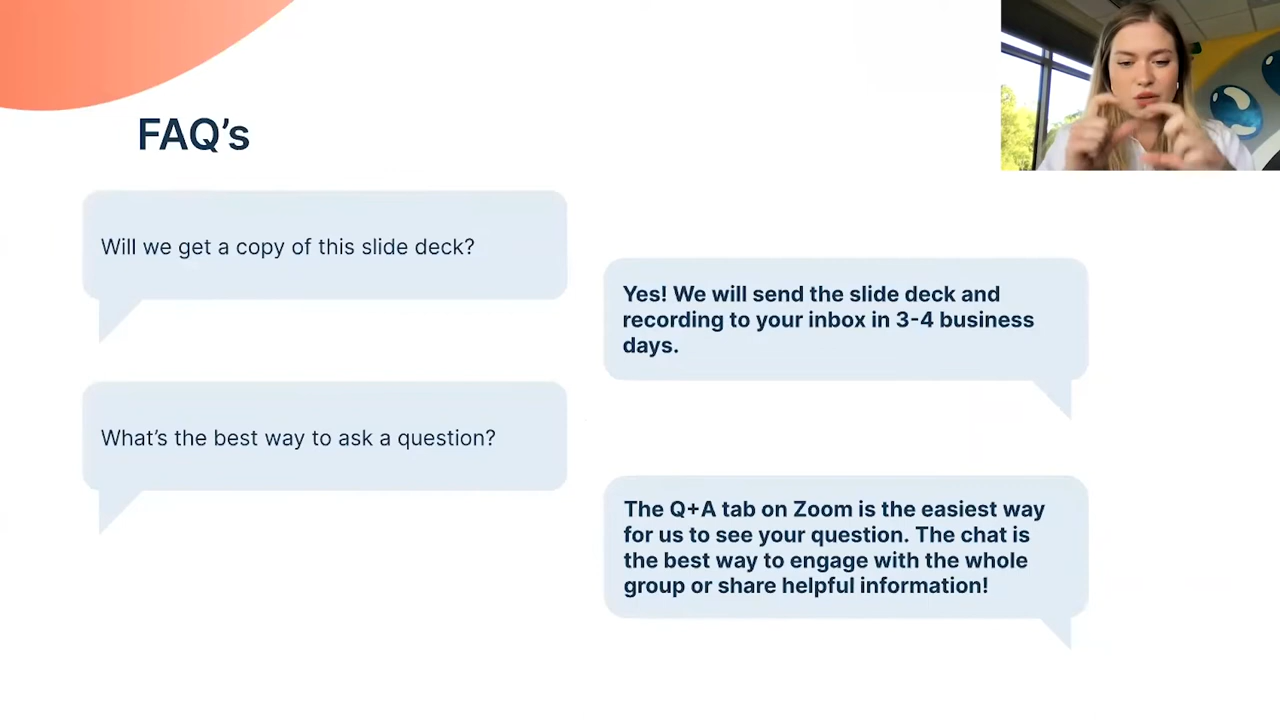 FAQ’s
Will we get a copy of this slide deck?
Yes! We will send the slide deck and
recording to your inbox in 3-4 business
days.
What’s the best way to ask a question?
The Q+A tab on Zoom is the easiest way
for us to see your question. The chat is
the best way to engage with the whole
group or share helpful information!